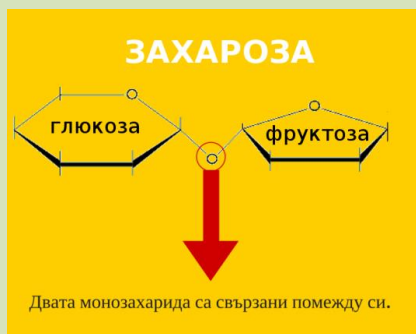 ЗАХАРОЗА
O
O
глюкоза
фруктоза
O
Двата монозахарида са свързани помежду си.